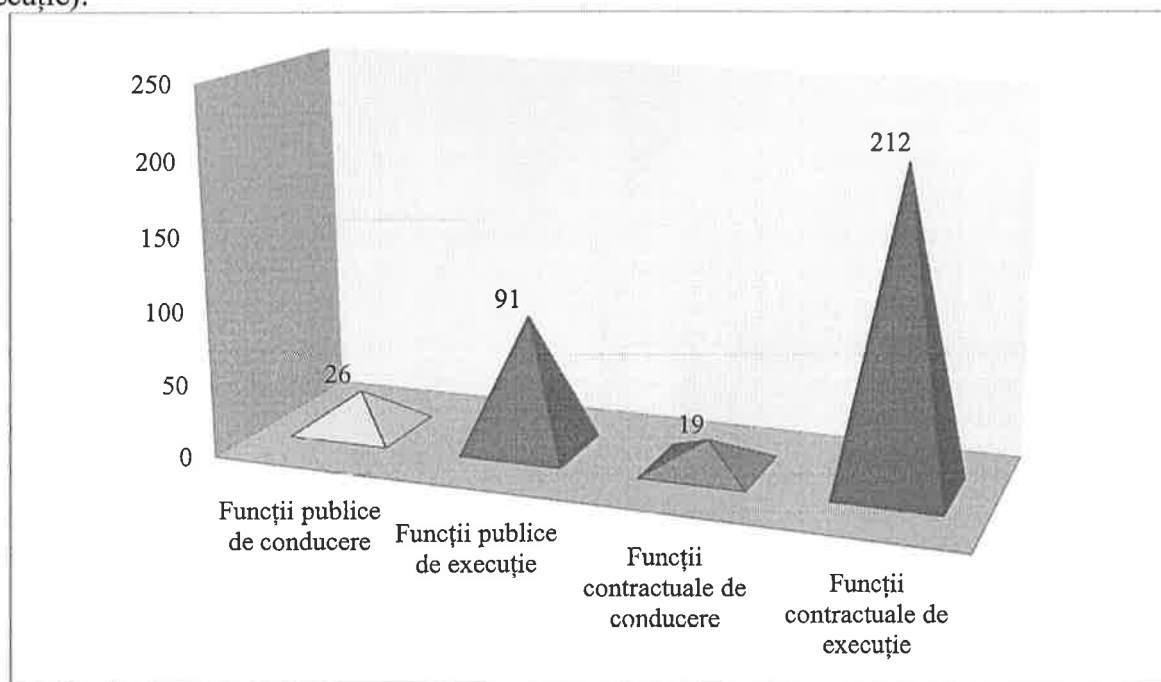 250
200
150
100
50
0
26
91
19
212
Funcții publice
de conducere
Funcții publice
de execuție
Funcții
contractuale de
conducere
Funcții
contractuale de
execuție